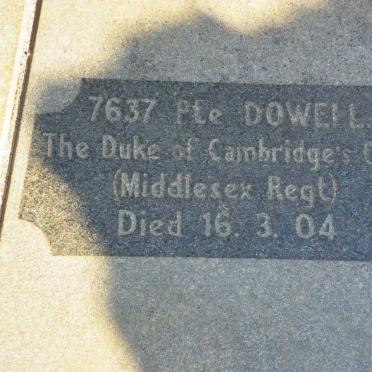 7637 Pte DOWELL.
The Duke of Cambridge's
(Middlesex Regt)
Died 16. 3. 04